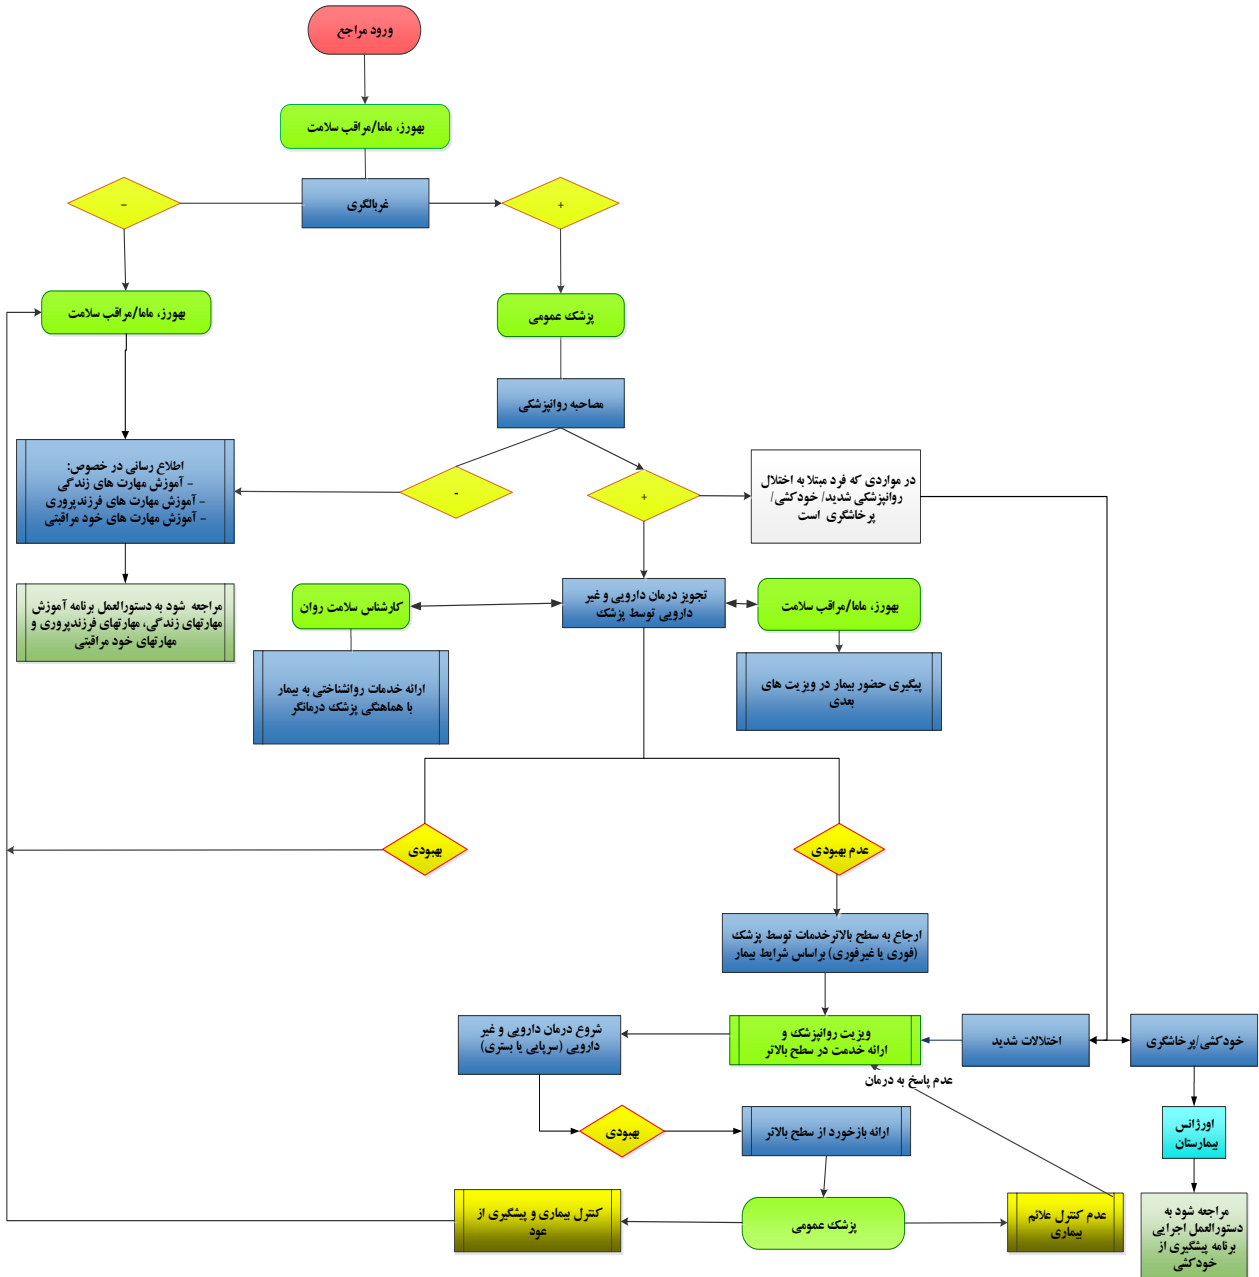 ورود مراجع
بهورز، ماما/مراقب سلامت
غربالگری
-
+
بهورز، ماما/مراقب سلامت
پزشک عمومی
مصاحبه روانپزشکی
اطلاع رسانی در خصوص:
- آموزش مهارت های زندگی
- آموزش مهارت های فرزندپروری
- آموزش مهارت های خود مراقبتی
-
+
در مواردی که فرد مبتلا به اختلال
روانپزشکی شدید/ خودکشی/
پرخاشگری است
مراجعه شود به دستورالعمل برنامه آموزش
مهارتهای زندگی، مهارتهای فرزندپروری و
مهارتهای خود مراقبتی
کارشناس سلامت روان
تجویز درمان دارویی و غیر
دارویی توسط پزشک
بهورز، ماما/مراقب سلامت
ارائه خدمات روانشناختی به بیمار
با هماهنگی پزشک درمانگر
پیگیری حضور بیمار در ویزیت های
بعدی
بهبودی
عدم بهبودی
ارجاع به سطح بالاترخدمات توسط پزشک
(فوری یا غیرفوری) براساس شرایط بیمار
شروع درمان دارویی و غیر
دارویی (سرپایی یا بستری)
ویزیت روانپزشک و
ارائه خدمت در سطح بالاتر
اختلالات شدید
خودکشی/پرخاشگری
عدم پاسخ به درمان
بهبودی
ارائه بازخورد از سطح بالاتر
اورژانس
بیمارستان
کنترل بیماری و پیشگیری از
عود
پزشک عمومی
عدم کنترل علائم
بیماری
مراجعه شود به
دستورالعمل اجرایی
برنامه پیشگیری از
خودکشی